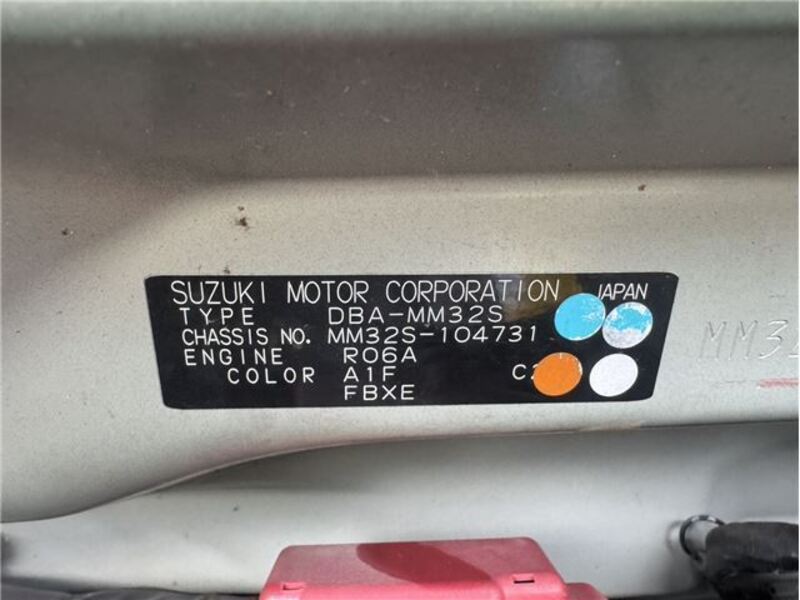 SUZUKI MOTOR CORPORATION JAPAN
TYPE DBA-MM32S
CHASSIS NO. MM32S-104731
ENGINE R06A
COLOR A1F
FBXE